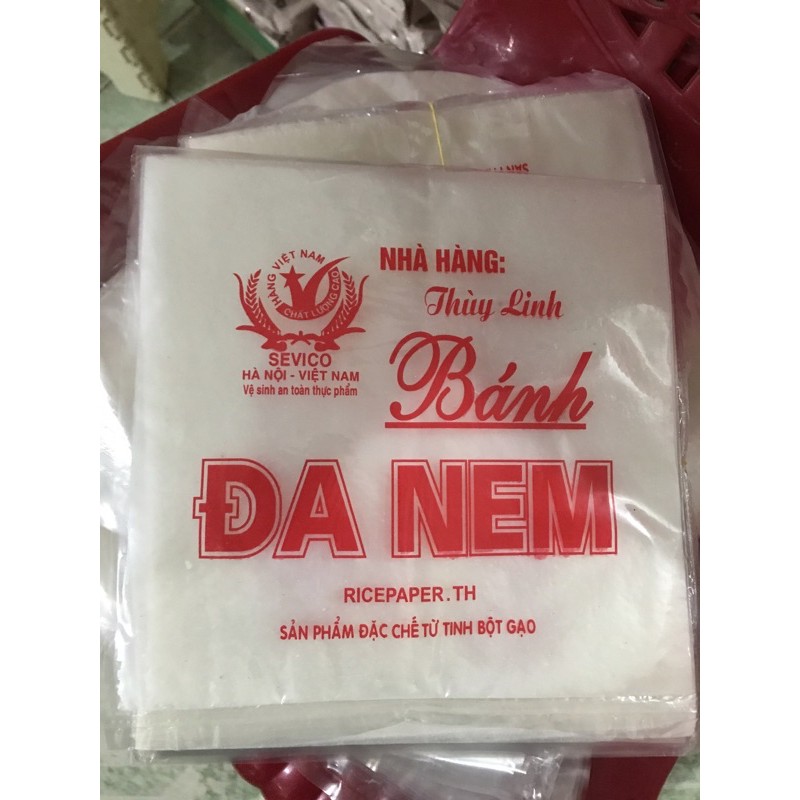 HÀNG VIỆT NAM
CHẤT LƯỢNG CAO
SEVICO
HÀ NỘI - VIỆT NAM
Vệ sinh an toàn thực phẩm
NHÀ HÀNG:
Thùy Linh
Bánh
ĐA NEM
RICEPAPER.TH
SẢN PHẨM ĐẶC CHẾ TỪ TINH BỘT GẠO